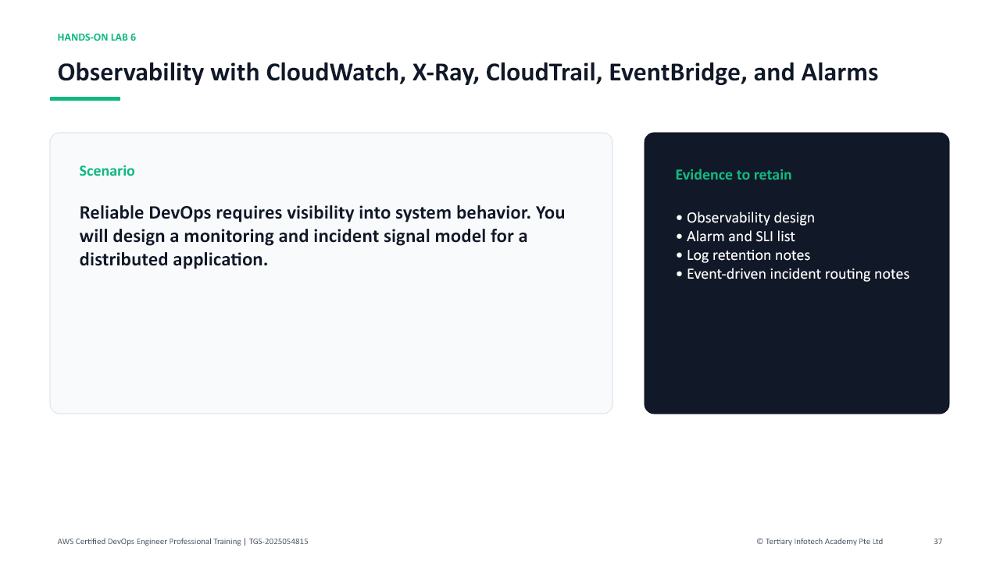 HANDS-ON LAB 6
Observability with CloudWatch, X-Ray, CloudTrail, EventBridge, and Alarms
Scenario
Reliable DevOps requires visibility into system behavior. You
will design a monitoring and incident signal model for a
distributed application.
Evidence to retain
• Observability design
• Alarm and SLI list
• Log retention notes
• Event-driven incident routing notes
AWS Certified DevOps Engineer Professional Training | TGS-2025054815
© Tertiary Infotech Academy Pte Ltd
37